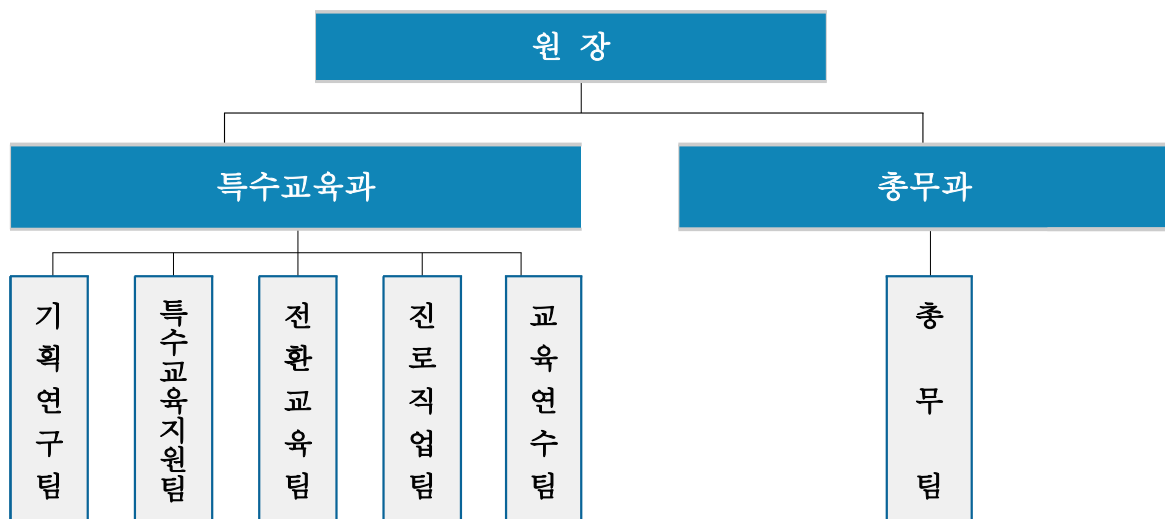 원 장
특수교육과
총무과
기획연구팀
특수교육지원팀
전환교육팀
진로직업팀
교육연수팀
총무팀